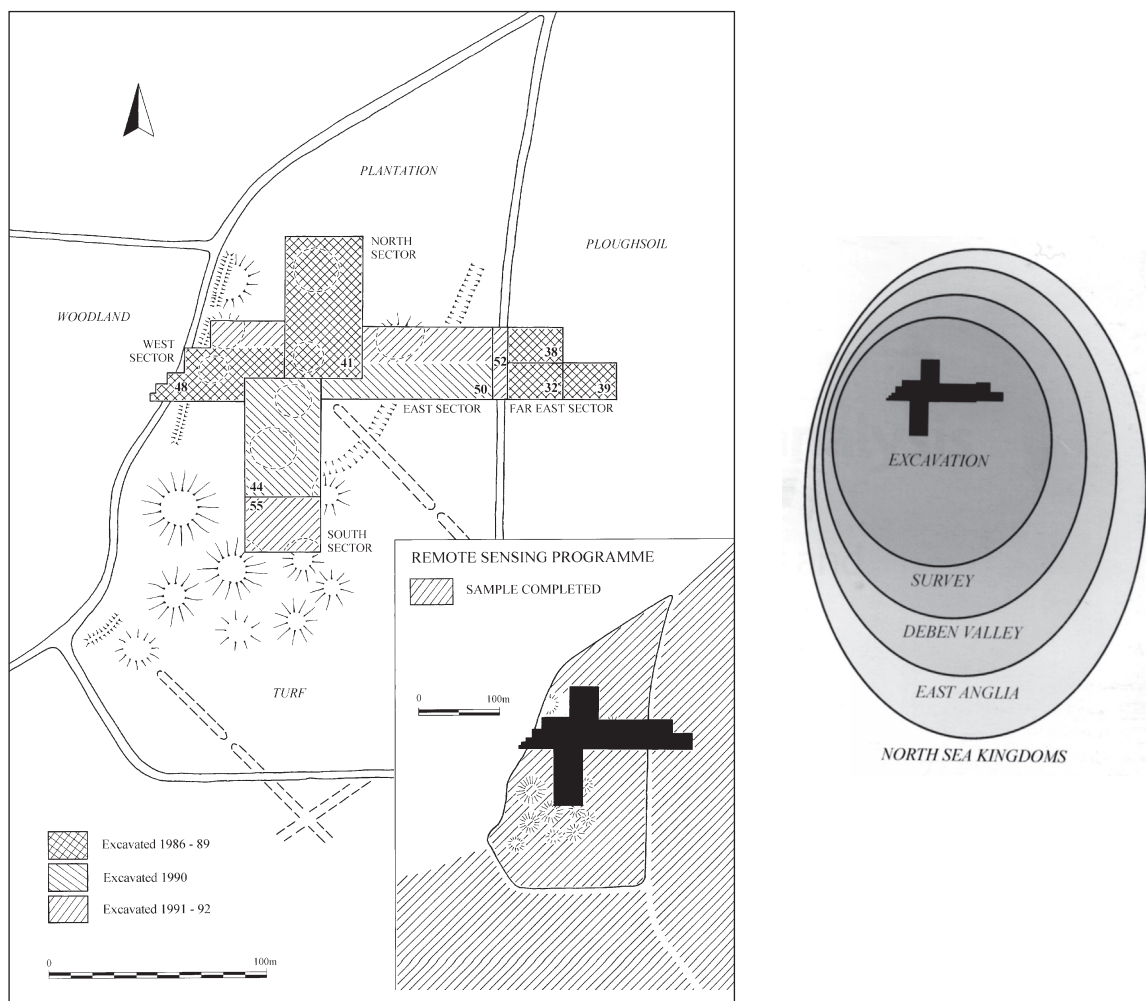 PLANTATION
NORTH
SECTOR
PLOUGHSOIL
WOODLAND
WEST
SECTOR
41
52
38
48
50
32
39
EAST SECTOR
FAR EAST SECTOR
44
55
SOUTH
SECTOR
TURF
Excavated 1986 - 89
Excavated 1990
Excavated 1991 - 92
0
100m
REMOTE SENSING PROGRAMME
SAMPLE COMPLETED
0
100m
EXCAVATION
SURVEY
DEBEN VALLEY
EAST ANGLIA
NORTH SEA KINGDOMS